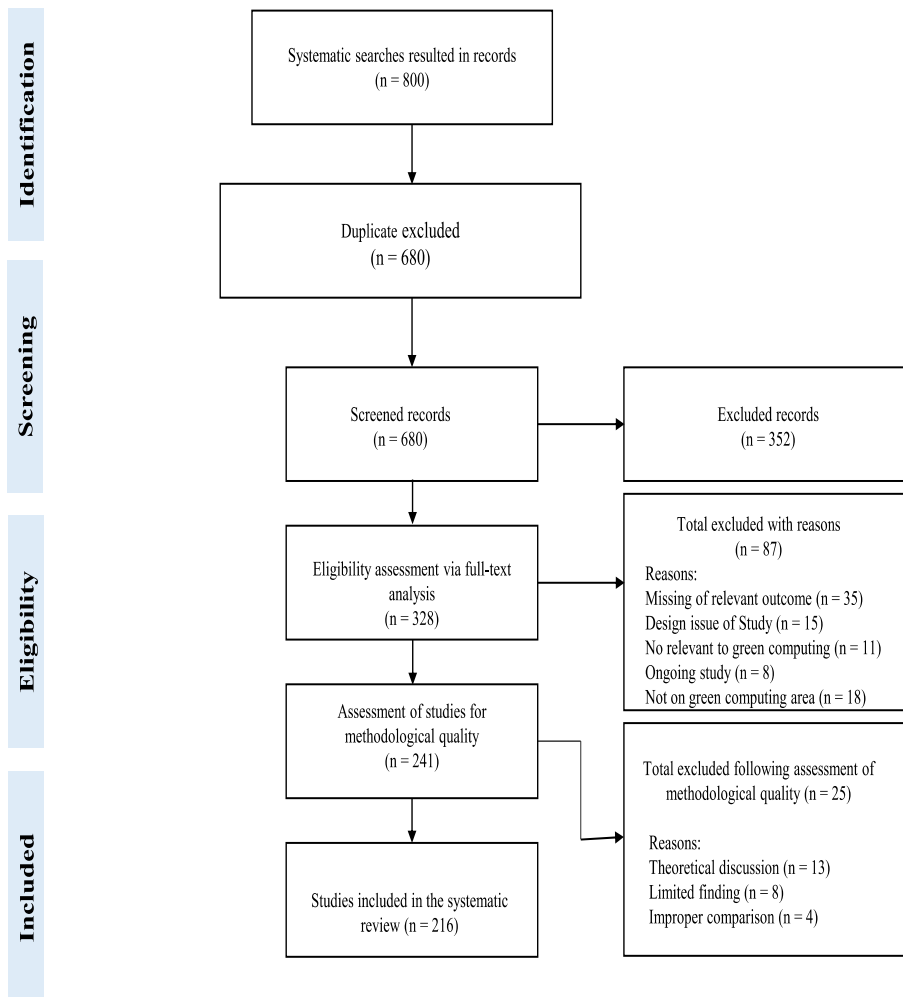 Identification
Systematic searches resulted in records
(n = 800)
Duplicate excluded
(n = 680)
Screening
Screened records
(n = 680)
Excluded records
(n = 352)
Eligibility
Eligibility assessment via full-text
analysis
(n = 328)
Total excluded with reasons
(n = 87)
Reasons:
Missing of relevant outcome (n = 35)
Design issue of Study (n = 15)
No relevant to green computing (n = 11)
Ongoing study (n = 8)
Not on green computing area (n = 18)
Assessment of studies for
methodological quality
(n = 241)
Total excluded following assessment of
methodological quality (n = 25)
Reasons:
Theoretical discussion (n = 13)
Limited finding (n = 8)
Improper comparison (n = 4)
Included
Studies included in the systematic
review (n = 216)